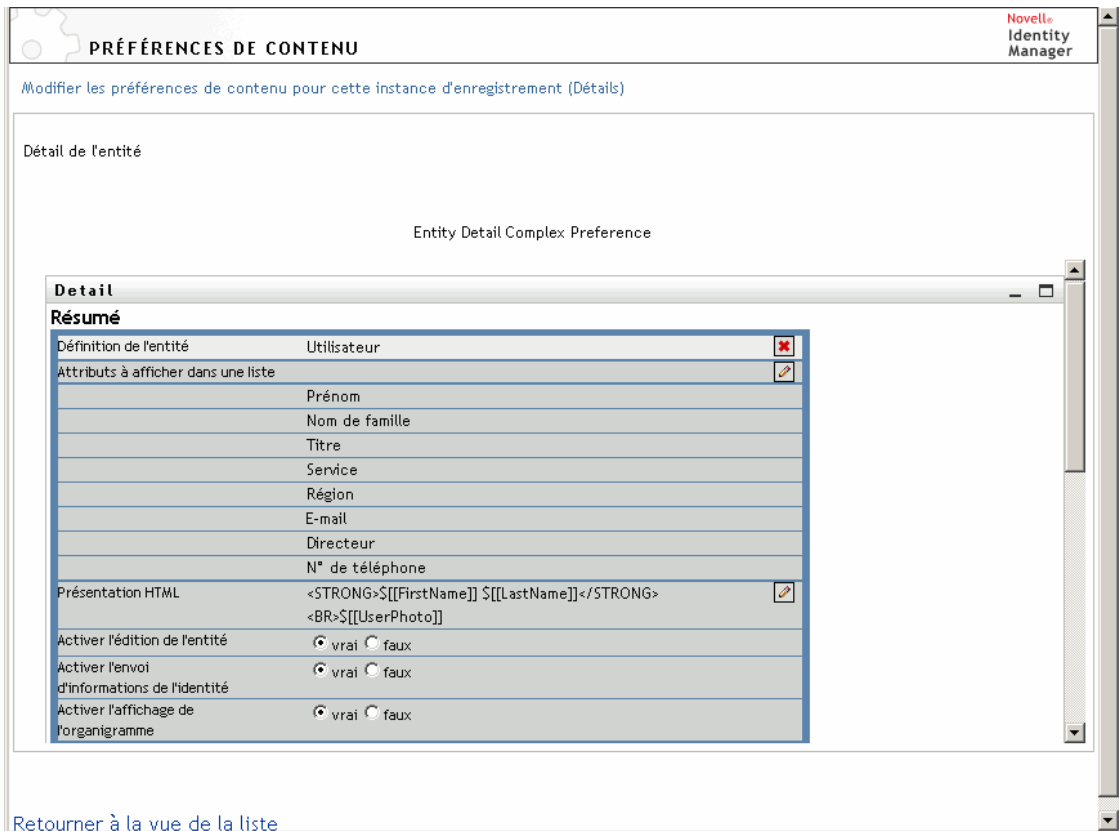 Novell®
Identity
Manager
PRÉFÉRENCES DE CONTENU
Modifier les préférences de contenu pour cette instance d'enregistrement (Détails)
Détail de l'entité
Entity Detail Complex Preference
Detail
Résumé
Définition de l'entité Utilisateur
Attributs à afficher dans une liste
Prénom
Nom de famille
Titre
Service
Région
E-mail
Directeur
N° de téléphone
Présentation HTML <STRONG>$[[FirstName]] $[[LastName]]</STRONG>
<BR>$[[UserPhoto]]
Activer l'édition de l'entité vrai faux
Activer l'envoi
d'informations de l'identité vrai faux
Activer l'affichage de
l'organigramme vrai faux
Retourner à la vue de la liste